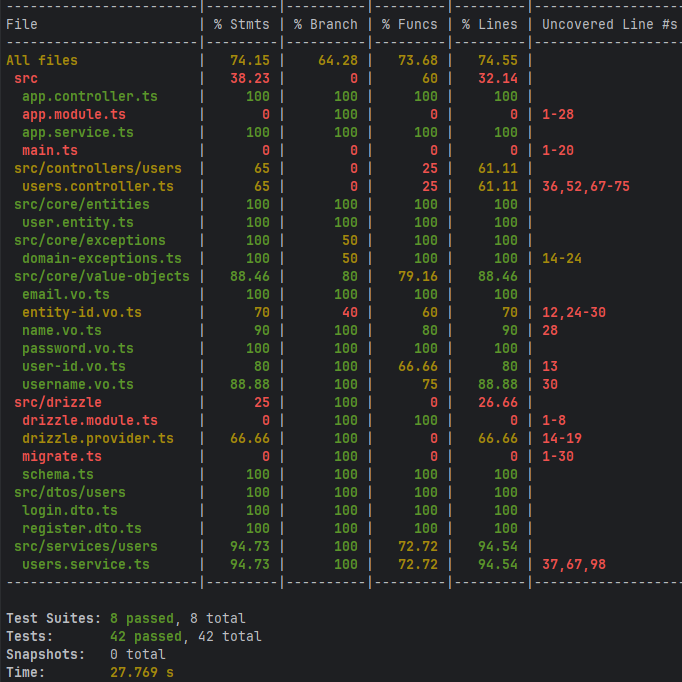 -------------------------|---------|----------|---------|---------|-------------------
File                     | % Stmts | % Branch | % Funcs | % Lines | Uncovered Line #s
-------------------------|---------|----------|---------|---------|-------------------
All files                |   74.15 |    64.28 |   73.68 |   74.55 |
 src                     |   38.23 |        0 |      60 |   32.14 |
  app.controller.ts      |     100 |      100 |     100 |     100 |
  app.module.ts          |       0 |      100 |       0 |       0 | 1-28
  app.service.ts         |     100 |      100 |     100 |     100 |
  main.ts                |       0 |        0 |       0 |       0 | 1-20
 src/controllers/users   |      65 |        0 |      25 |   61.11 |
  users.controller.ts    |      65 |        0 |      25 |   61.11 | 36,52,67-75
 src/core/entities       |     100 |      100 |     100 |     100 |
  user.entity.ts         |     100 |      100 |     100 |     100 |
 src/core/exceptions     |     100 |       50 |     100 |     100 |
  domain-exceptions.ts   |     100 |       50 |     100 |     100 | 14-24
 src/core/value-objects  |   88.46 |       80 |   79.16 |   88.46 |
  email.vo.ts            |     100 |      100 |     100 |     100 |
  entity-id.vo.ts        |      70 |       40 |      60 |      70 | 12,24-30
  name.vo.ts             |      90 |      100 |      80 |      90 | 28
  password.vo.ts         |     100 |      100 |     100 |     100 |
  user-id.vo.ts          |      80 |      100 |   66.66 |      80 | 13
  username.vo.ts         |   88.88 |      100 |      75 |   88.88 | 30
 src/drizzle             |      25 |      100 |       0 |   26.66 |
  drizzle.module.ts      |       0 |      100 |     100 |       0 | 1-8
  drizzle.provider.ts    |   66.66 |      100 |       0 |   66.66 | 14-19
  migrate.ts             |       0 |      100 |       0 |       0 | 1-30
  schema.ts              |     100 |      100 |     100 |     100 |
 src/dtos/users          |     100 |      100 |     100 |     100 |
  login.dto.ts           |     100 |      100 |     100 |     100 |
  register.dto.ts        |     100 |      100 |     100 |     100 |
 src/services/users      |   94.73 |      100 |   72.72 |   94.54 |
  users.service.ts       |   94.73 |      100 |   72.72 |   94.54 | 37,67,98
-------------------------|---------|----------|---------|---------|-------------------
Test Suites: 8 passed, 8 total
Tests:       42 passed, 42 total
Snapshots:   0 total
Time:        27.769 s